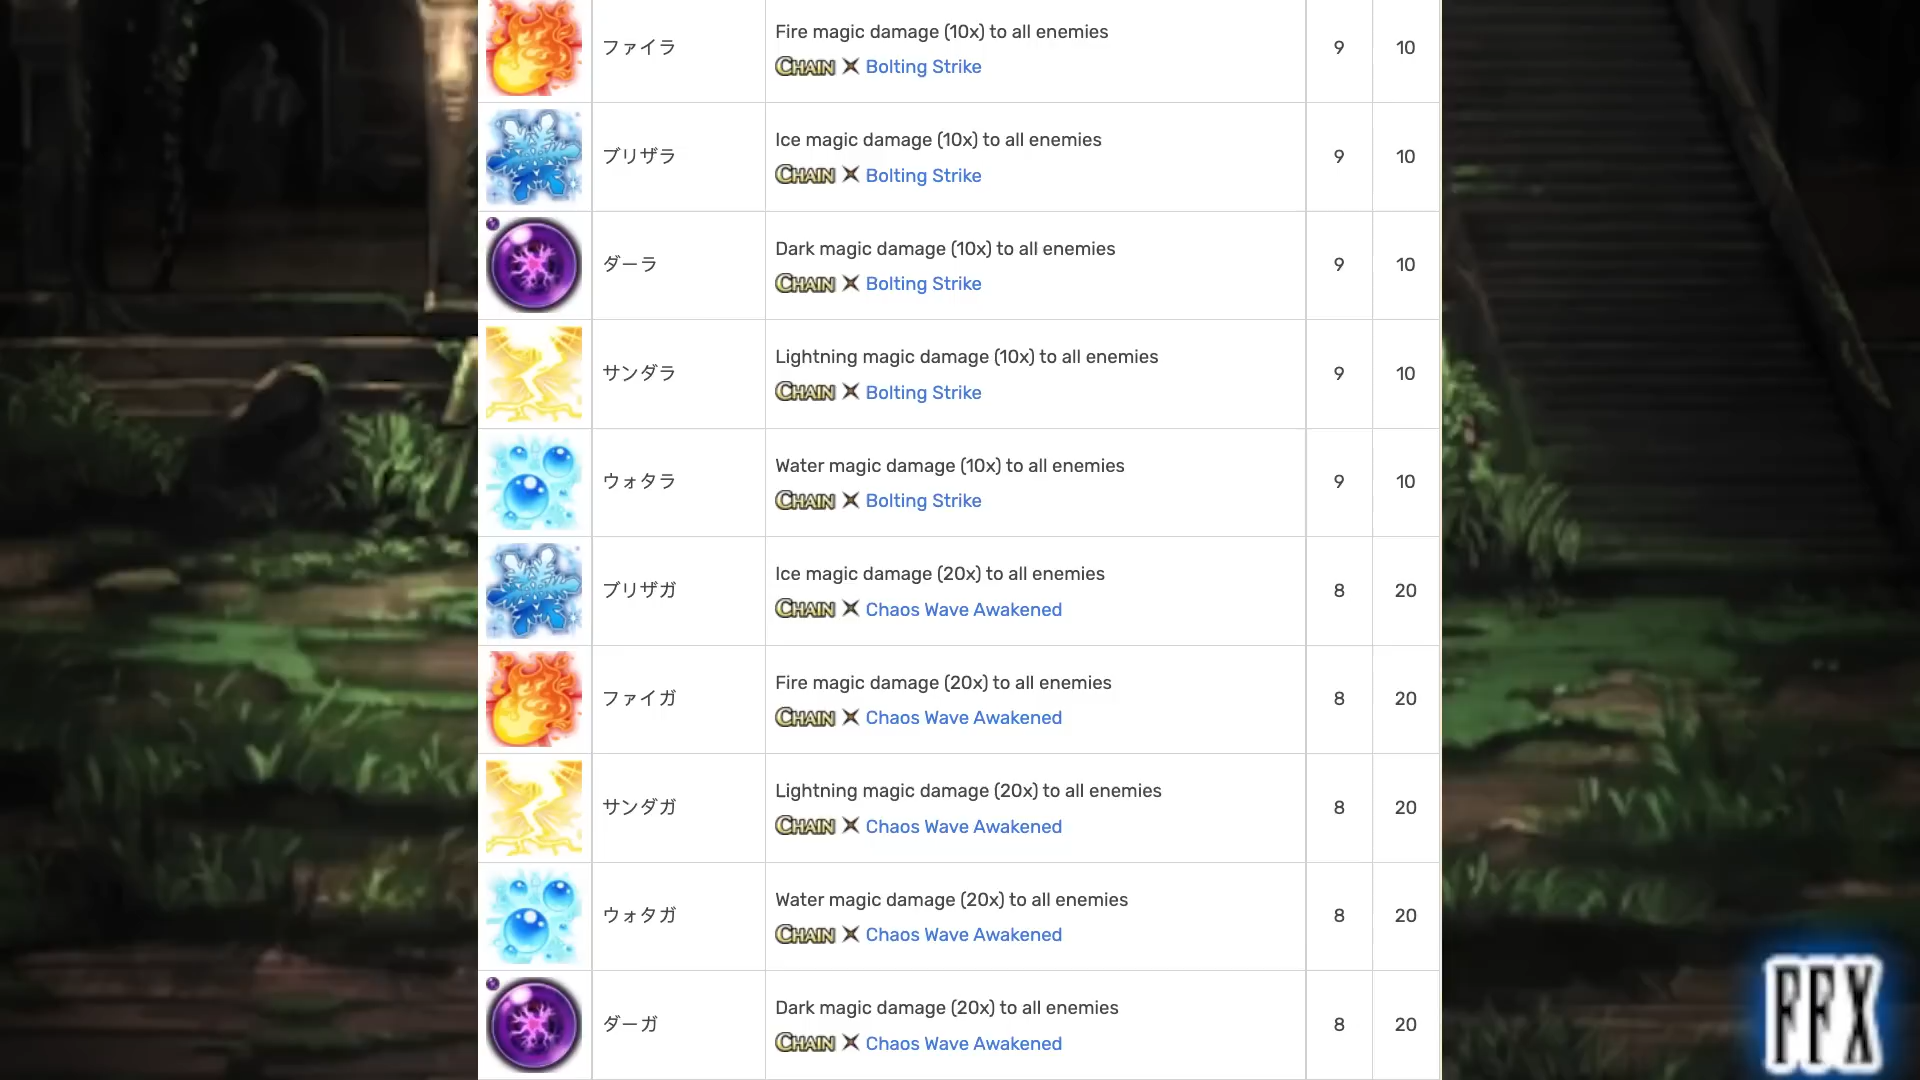 ファイラ
Fire magic damage (10x) to all enemies
CHAIN Bolting Strike
9
10
ブリザラ
Ice magic damage (10x) to all enemies
CHAIN Bolting Strike
9
10
ダーラ
Dark magic damage (10x) to all enemies
CHAIN Bolting Strike
9
10
サンダラ
Lightning magic damage (10x) to all enemies
CHAIN Bolting Strike
9
10
ウォタラ
Water magic damage (10x) to all enemies
CHAIN Bolting Strike
9
10
ブリザガ
Ice magic damage (20x) to all enemies
CHAIN Chaos Wave Awakened
8
20
ファイガ
Fire magic damage (20x) to all enemies
CHAIN Chaos Wave Awakened
8
20
サンダガ
Lightning magic damage (20x) to all enemies
CHAIN Chaos Wave Awakened
8
20
ウォタガ
Water magic damage (20x) to all enemies
CHAIN Chaos Wave Awakened
8
20
ダーガ
Dark magic damage (20x) to all enemies
CHAIN Chaos Wave Awakened
8
20
FFX